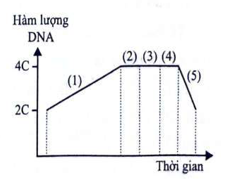 Hàm lượng
DNA
(2) (3) (4)
4C
(1)
(5)
2C
Thời gian